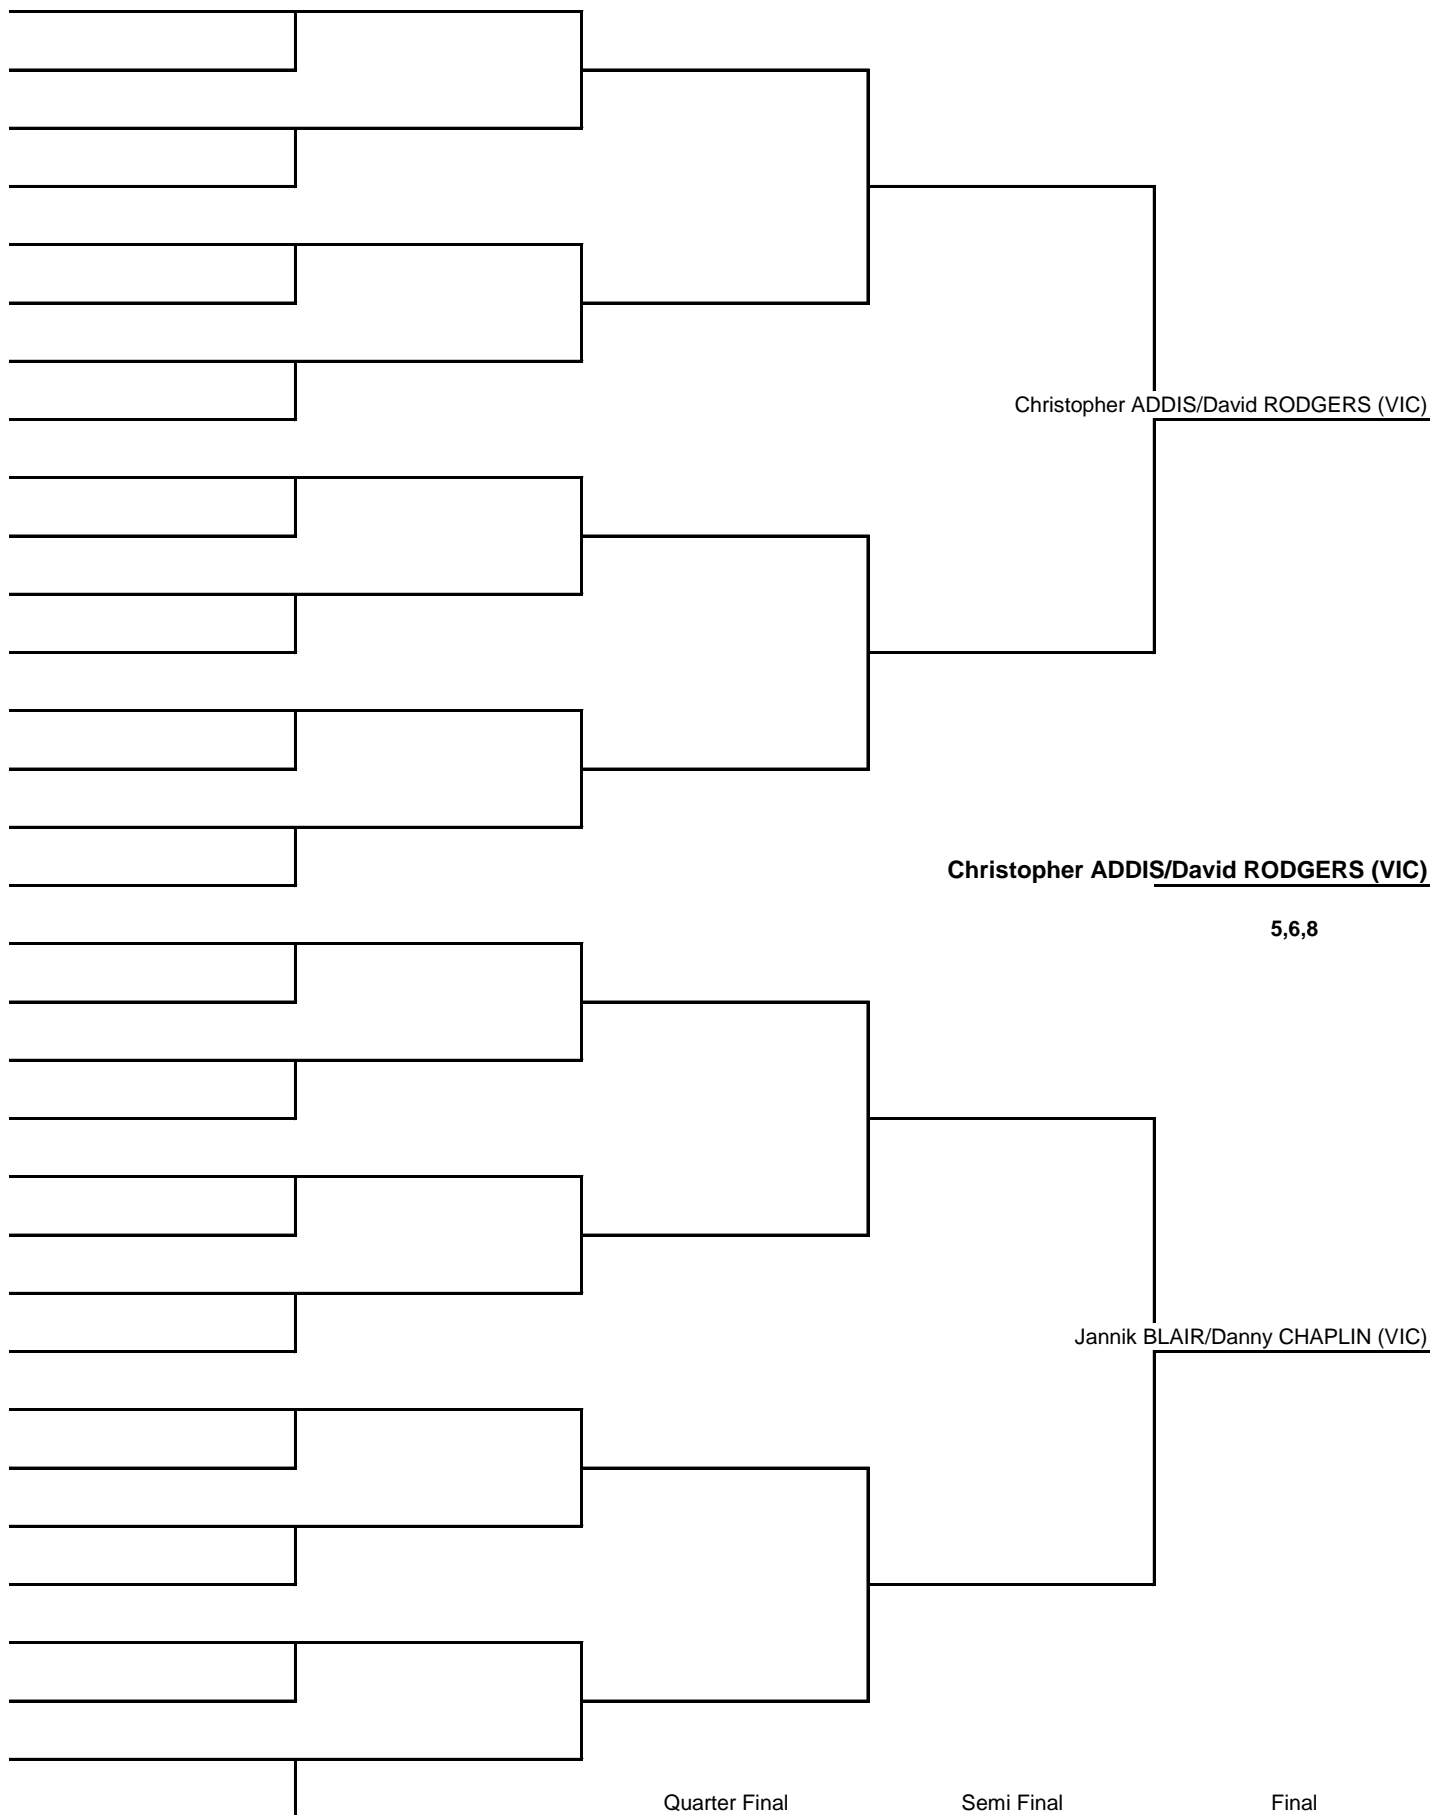 Christopher ADDIS/David RODGERS (VIC)
Christopher ADDIS/David RODGERS (VIC)
5,6,8
Jannik BLAIR/Danny CHAPLIN (VIC)
Quarter Final Semi Final Final